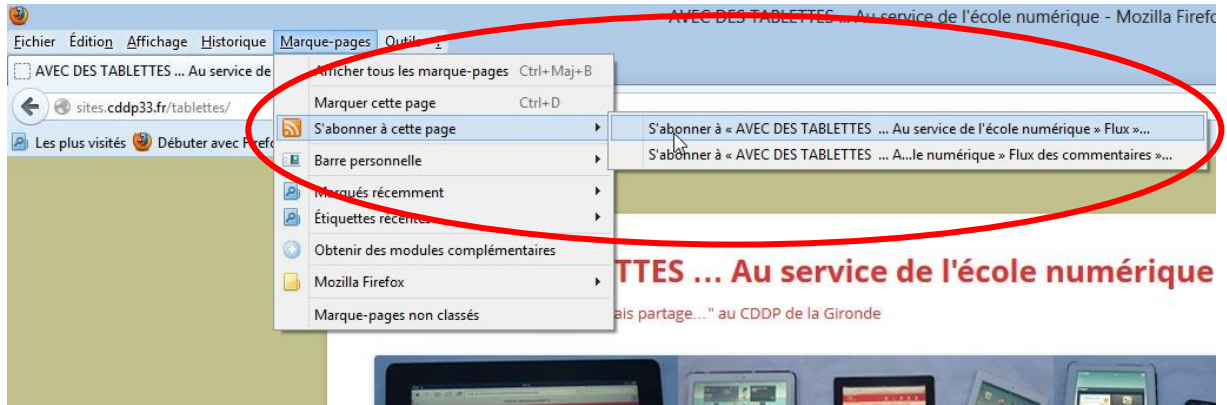 AVEC DES TABLETTES ... Au service de l'école numérique - Mozilla Firefo
Fichier Édition Affichage Historique Marque-pages Outils ?
AVEC DES TABLETTES ... Au service de
Afficher tous les marque-pages Ctrl+Maj+B
sites.cddp33.fr/tablettes/
Marquer cette page Ctrl+D
Les plus visités Débuter avec Firefo
S'abonner à cette page
S'abonner à « AVEC DES TABLETTES ... Au service de l'école numérique » Flux »...
S'abonner à « AVEC DES TABLETTES ... A...le numérique » Flux des commentaires »...
Barre personnelle
Marqués récemment
Étiquettes récentes
Obtenir des modules complémentaires
Mozilla Firefox
Marque-pages non classés
TTES ... Au service de l'école numérique
ais partage..." au CDDP de la Gironde